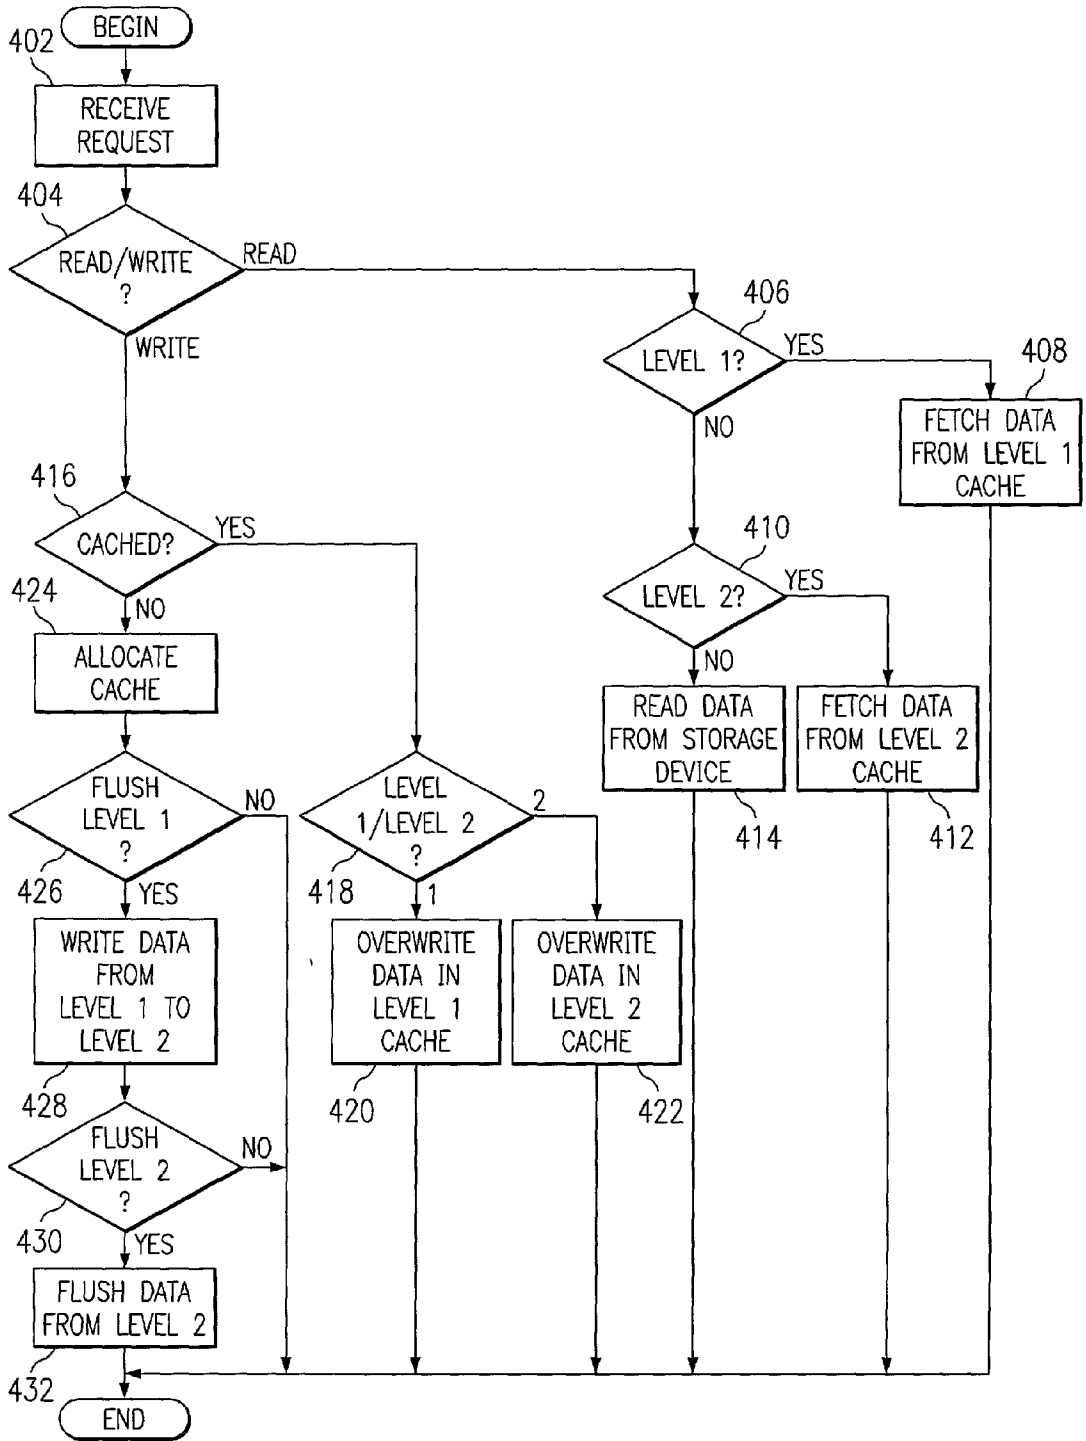 BEGIN
402
RECEIVE
REQUEST
404
READ/WRITE
?
READ
WRITE
406
LEVEL 1?
YES
NO
408
FETCH DATA
FROM LEVEL 1
CACHE
416
CACHED?
YES
NO
410
LEVEL 2?
YES
NO
424
ALLOCATE
CACHE
READ DATA
FROM STORAGE
DEVICE
414
FETCH DATA
FROM LEVEL 2
CACHE
412
FLUSH
LEVEL 1
?
NO
426
YES
LEVEL
1/LEVEL 2
?
2
418
1
WRITE DATA
FROM
LEVEL 1 TO
LEVEL 2
428
OVERWRITE
DATA IN
LEVEL 1
CACHE
420
OVERWRITE
DATA IN
LEVEL 2
CACHE
422
FLUSH
LEVEL 2
?
NO
430
YES
FLUSH DATA
FROM LEVEL 2
432
END